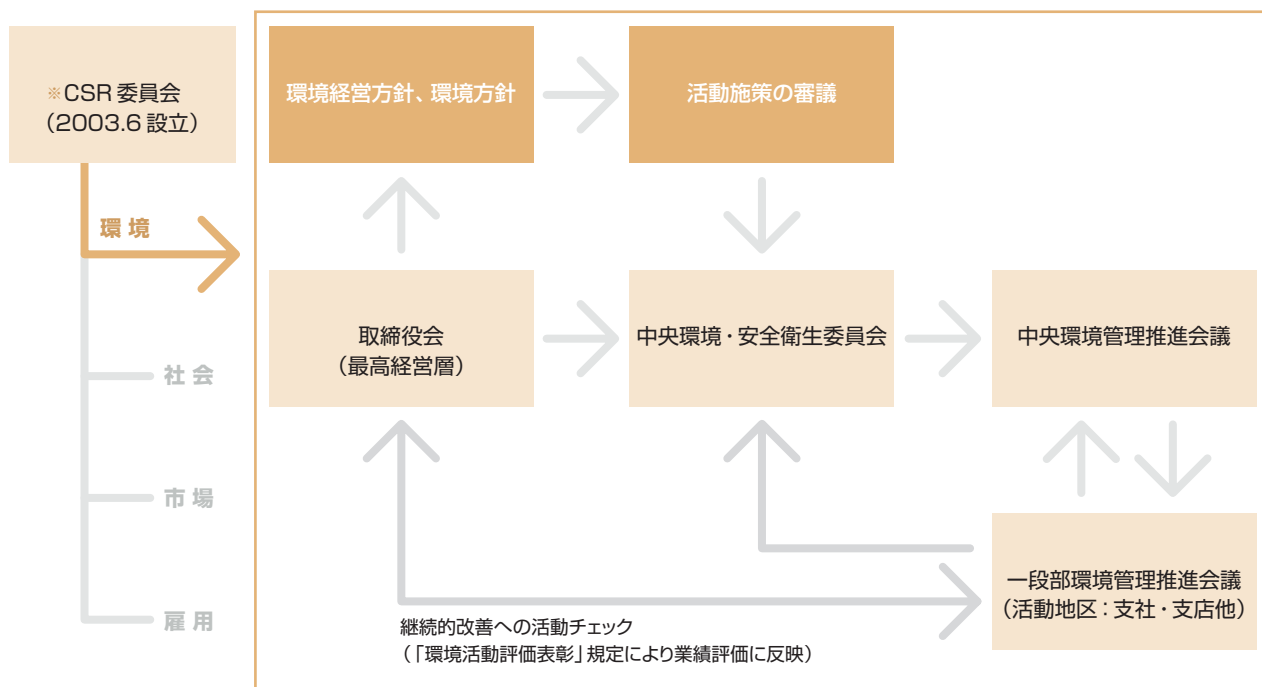 ※CSR 委員会
（2003.6 設立）
環境
社会
市場
雇用
環境経営方針、環境方針
活動施策の審議
取締役会
（最高経営層）
中央環境・安全衛生委員会
中央環境管理推進会議
一段部環境管理推進会議
（活動地区：支社・支店他）
継続的改善への活動チェック
（「環境活動評価表彰」規定により業績評価に反映）